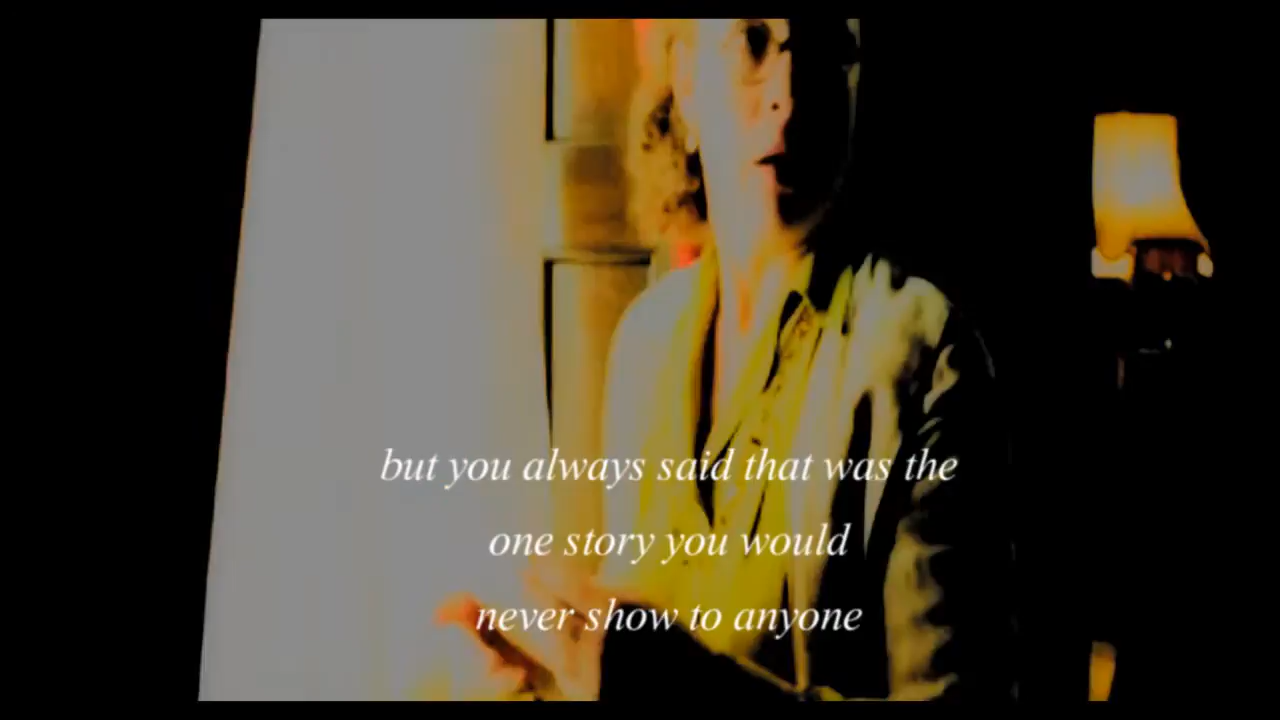 but you always said that was the
one story you would
never show to anyone